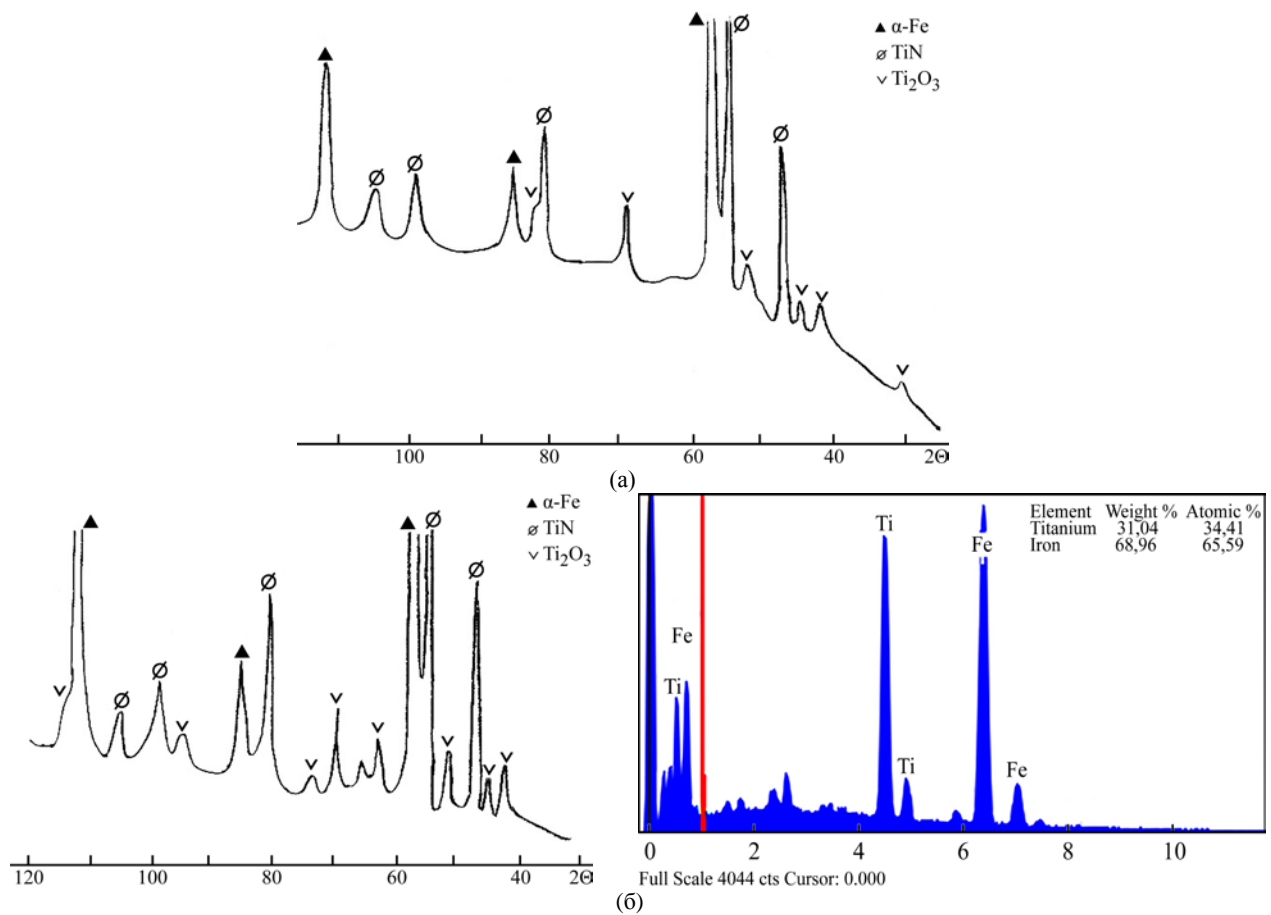 ▲ α-Fe
∅ TiN
∨ Ti₂O₃
100 80 60 40 2Θ
(а)
▲ α-Fe
∅ TiN
∨ Ti₂O₃
120 100 80 60 40 2Θ
Element Weight % Atomic %
Titanium 31,04 34,41
Iron 68,96 65,59
Ti
Fe
Fe
Ti
Ti
Fe
0 2 4 6 8 10
Full Scale 4044 cts Cursor: 0.000
(б)